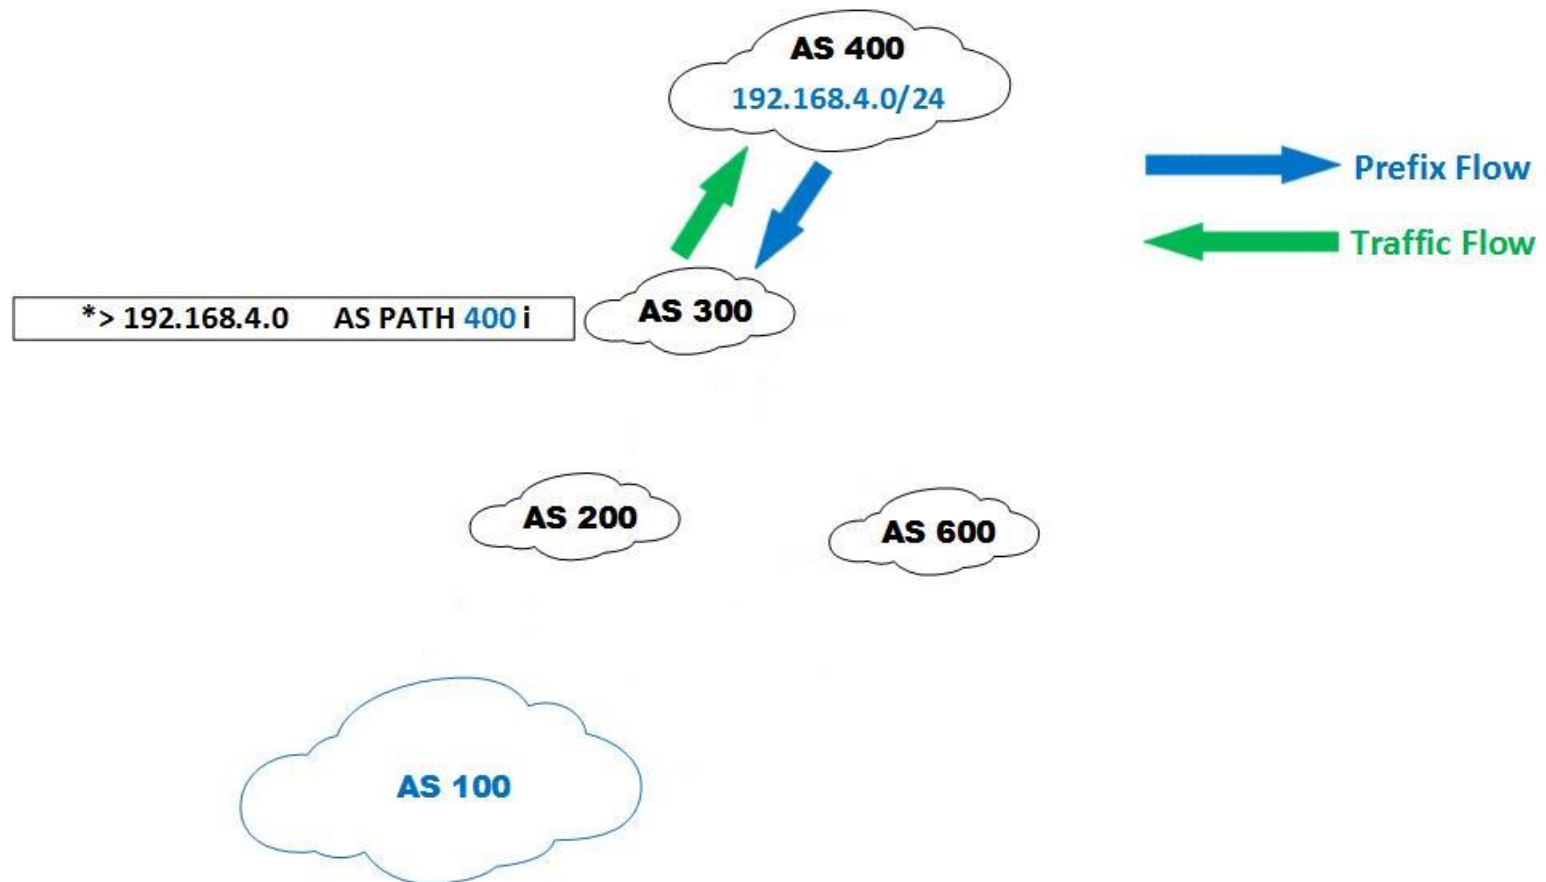 AS 400
192.168.4.0/24
Prefix Flow
Traffic Flow
*> 192.168.4.0 AS PATH 400 i
AS 300
AS 200
AS 600
AS 100